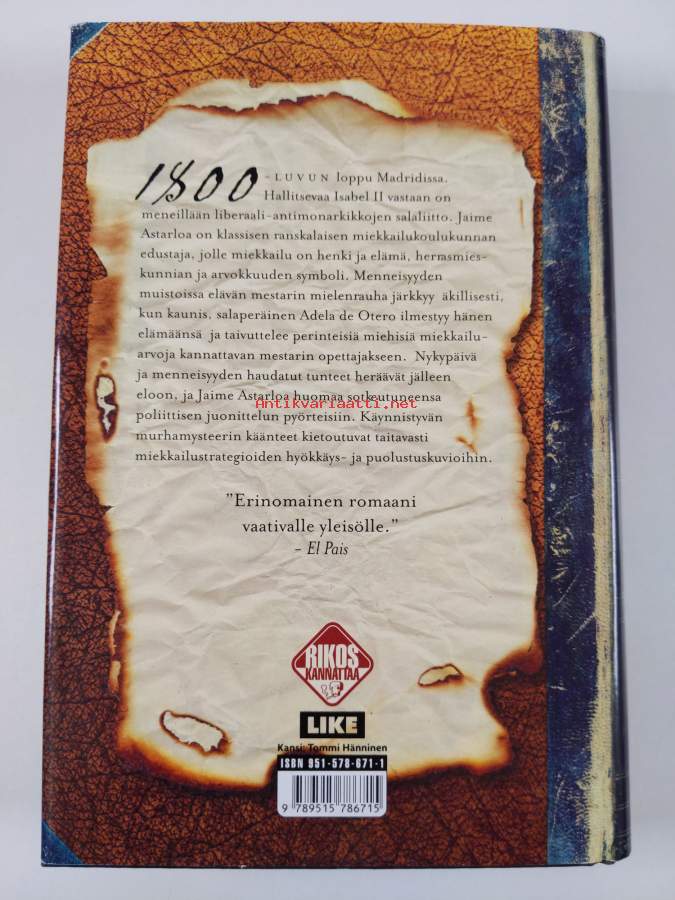 1800 -LUVUN loppu Madridissa.
Hallitsevaa Isabel II vastaan on
meneillään liberaali-antimonarkikkojen salaliitto. Jaime
Astarloa on klassisen ranskalaisen miekkailukoulukunnan
edustaja, jolle miekkailu on henki ja elämä, herrasmies-
kunnian ja arvokkuuden symboli. Menneisyyden
muistoissa elävän mestarin mielenrauha järkkyy äkillisesti,
kun kaunis, salaperäinen Adela de Otero ilmestyy hänen
elämäänsä ja taivuttelee perinteisiä miehisiä miekkailu-
arvoja kannattavan mestarin opettajakseen. Nykypäivä
ja menneisyyden haudatut tunteet heräävät jälleen
eloon, ja Jaime Astarloa huomaa sotkeutuneensa
Antikvariaatti.net
poliittisen juonittelun pyörteisiin. Käynnistyvän
murhamysteerin käänteet kietoutuvat taitavasti
miekkailustrategioiden hyökkäys- ja puolustuskuvioihin.
"Erinomainen romaani
vaativalle yleisölle."
– El Pais
RIKOS
KANNATTAA
LIKE
Kansi: Tommi Hänninen
ISBN 951-578-671-1
9 789515 786715